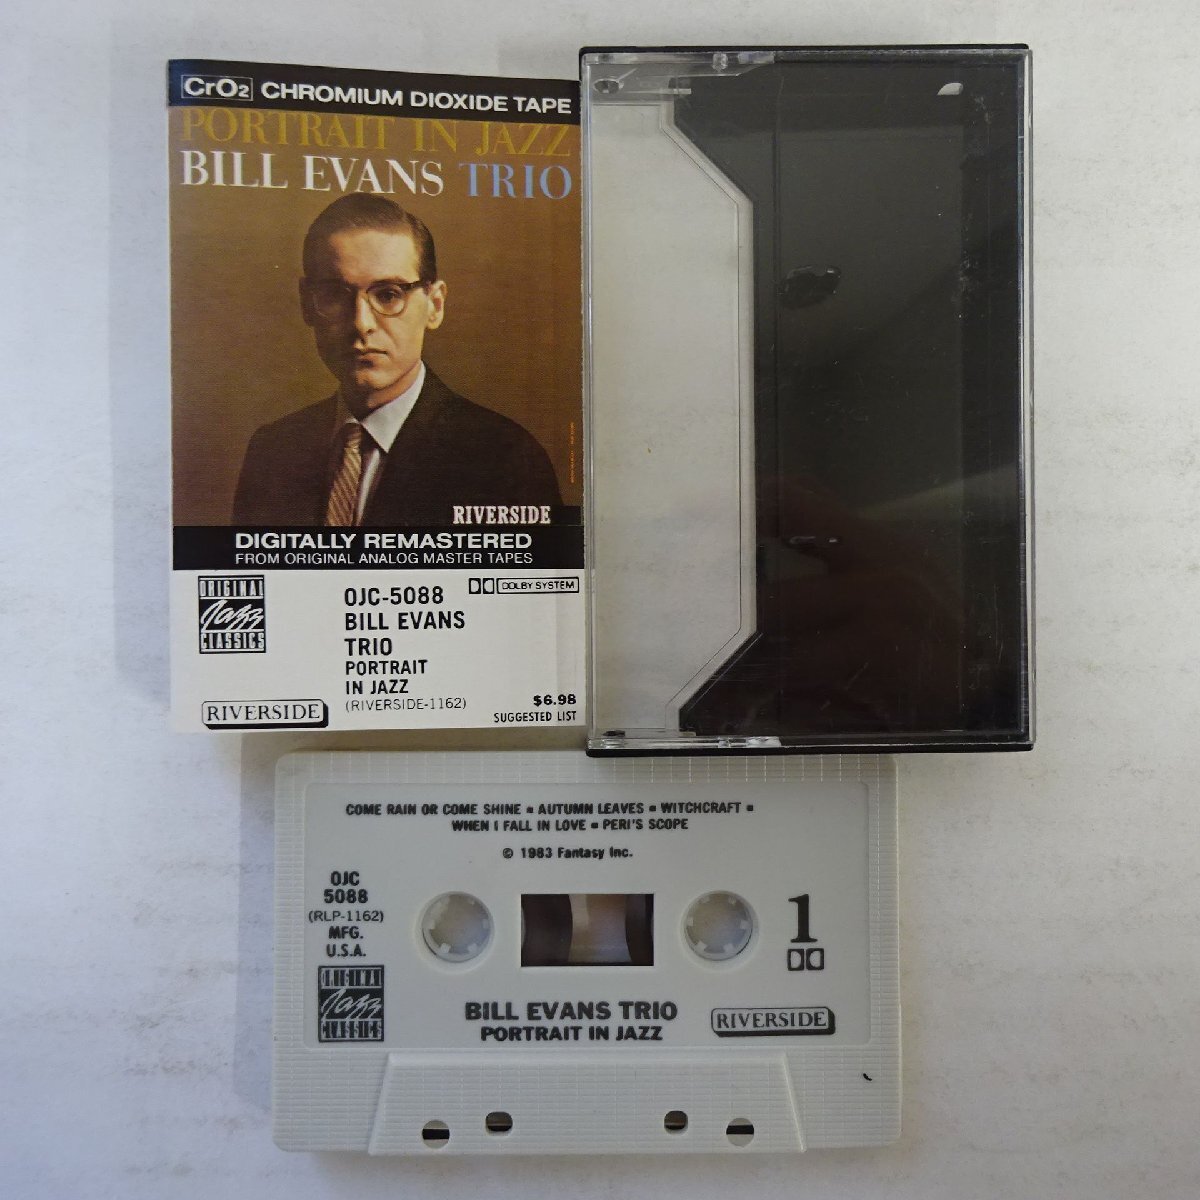 CrO2 CHROMIUM DIOXIDE TAPE
PORTRAIT IN JAZZ
BILL EVANS TRIO
RIVERSIDE
DIGITALLY REMASTERED
FROM ORIGINAL ANALOG MASTER TAPES
ORIGINAL
Jazz
CLASSICS
DOLBY SYSTEM
OJC-5088
BILL EVANS
TRIO
PORTRAIT
IN JAZZ
(RIVERSIDE-1162)
RIVERSIDE
$6.98
SUGGESTED LIST
COME RAIN OR COME SHINE ▪ AUTUMN LEAVES ▪ WITCHCRAFT ▪
WHEN I FALL IN LOVE ▪ PERI'S SCOPE
© 1983 Fantasy Inc.
OJC
5088
(RLP-1162)
MFG.
U.S.A.
ORIGINAL
Jazz
CLASSICS
1
BILL EVANS TRIO
PORTRAIT IN JAZZ
RIVERSIDE